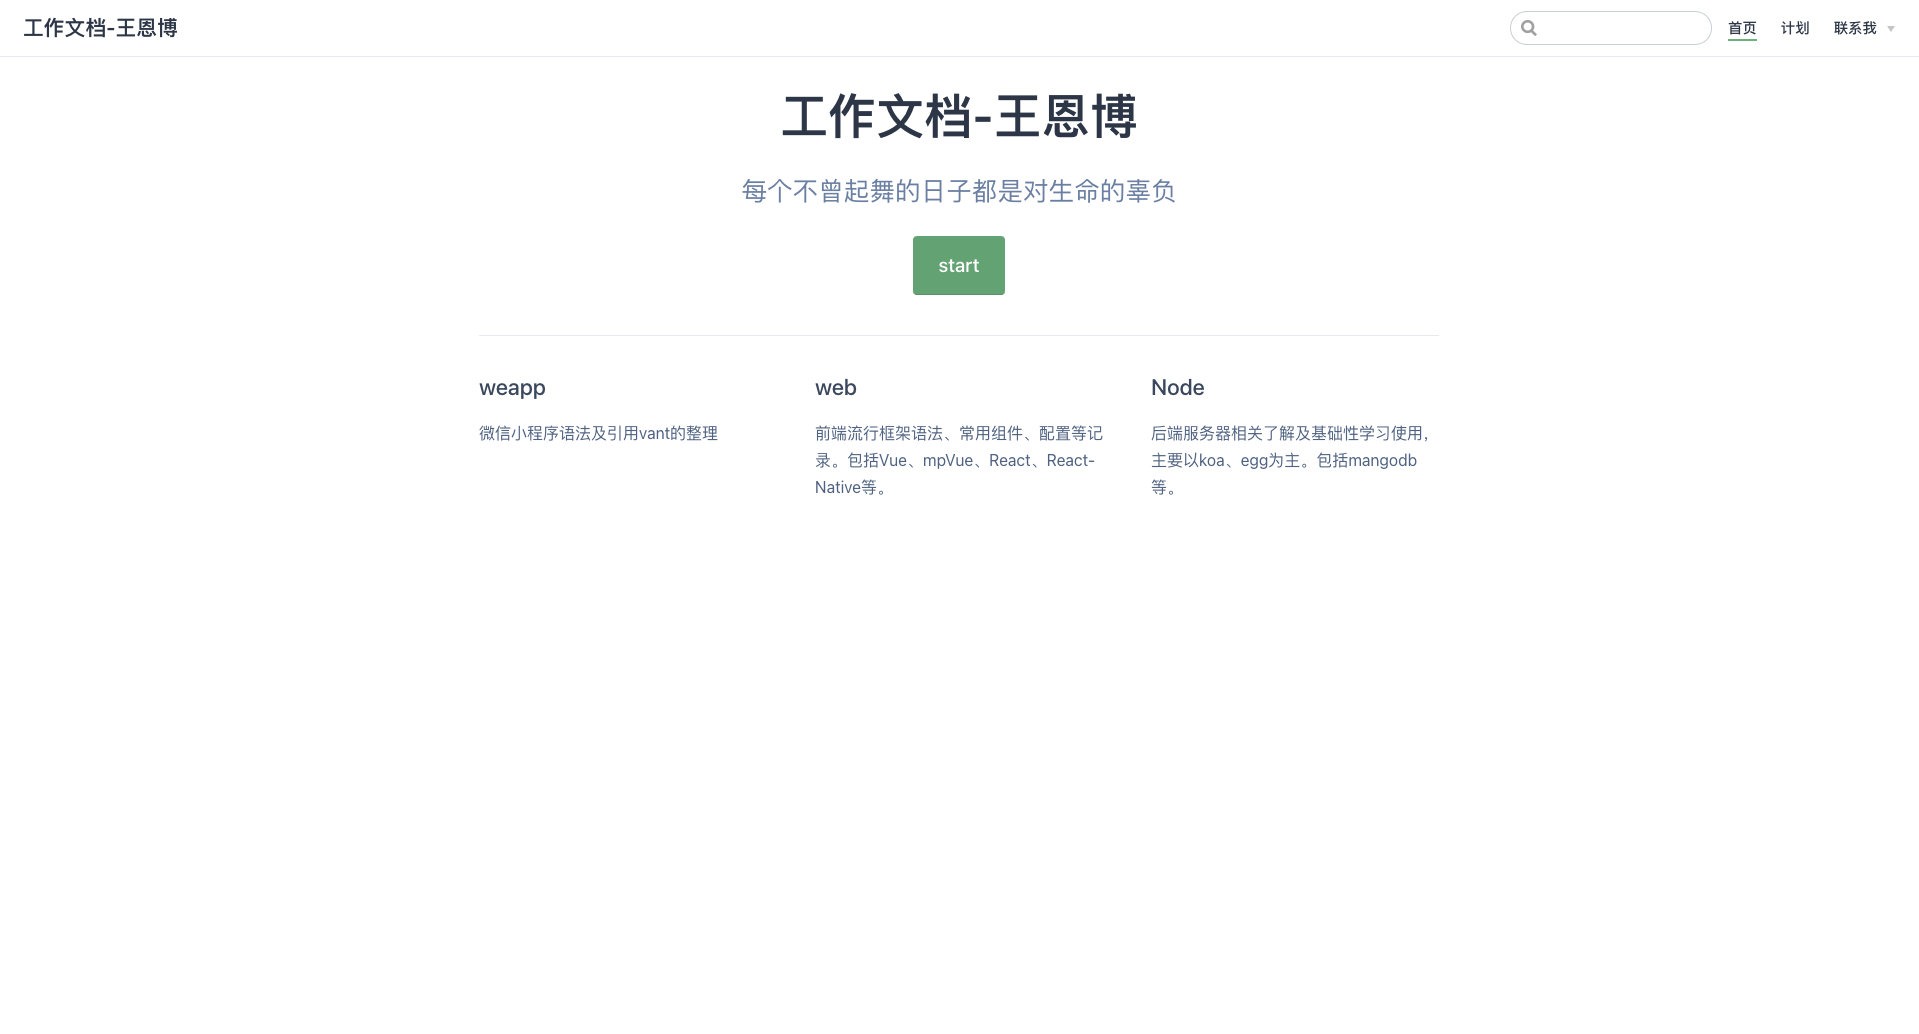 工作文档-王恩博
首页 计划 联系我
工作文档-王恩博
每个不曾起舞的日子都是对生命的辜负
start
weapp
微信小程序语法及引用vant的整理
web
前端流行框架语法、常用组件、配置等记
录。包括Vue、mpVue、React、React-
Native等。
Node
后端服务器相关了解及基础性学习使用，
主要以koa、egg为主。包括mangodb
等。